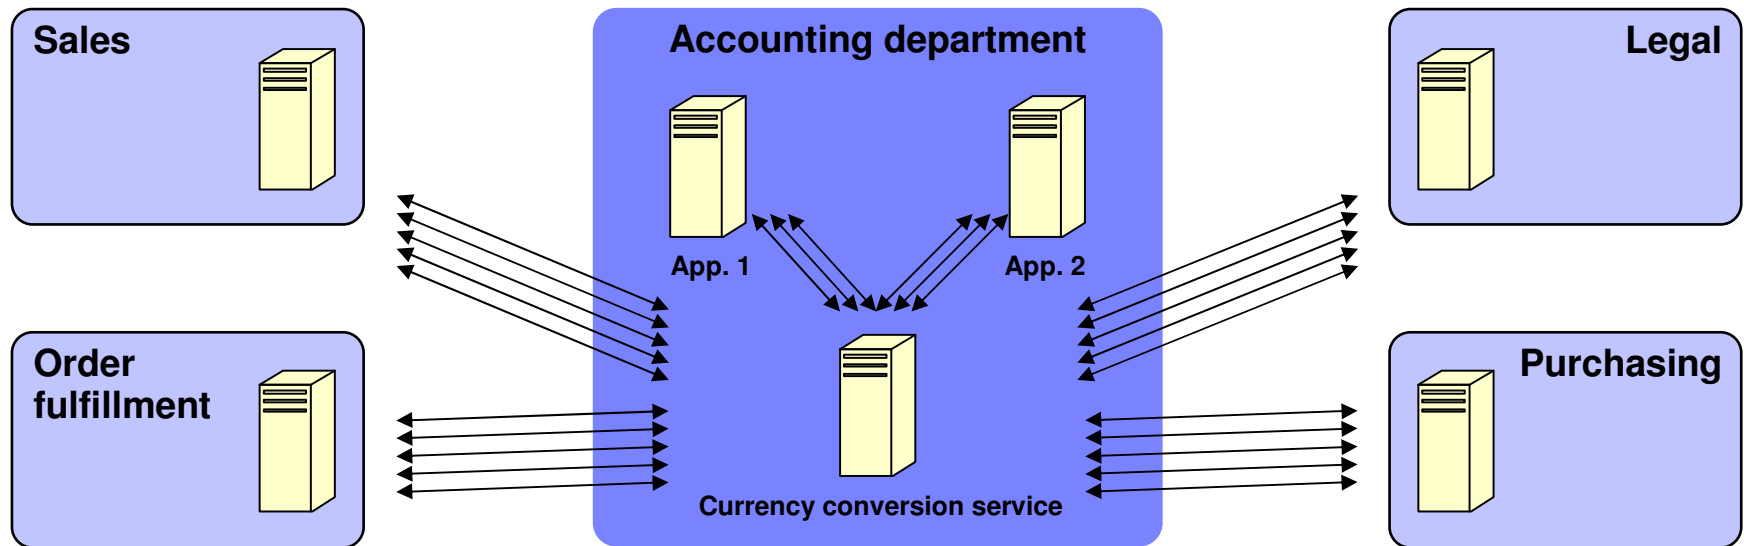 Sales
Accounting department
Legal
App. 1
App. 2
Order
fulfillment
Purchasing
Currency conversion service